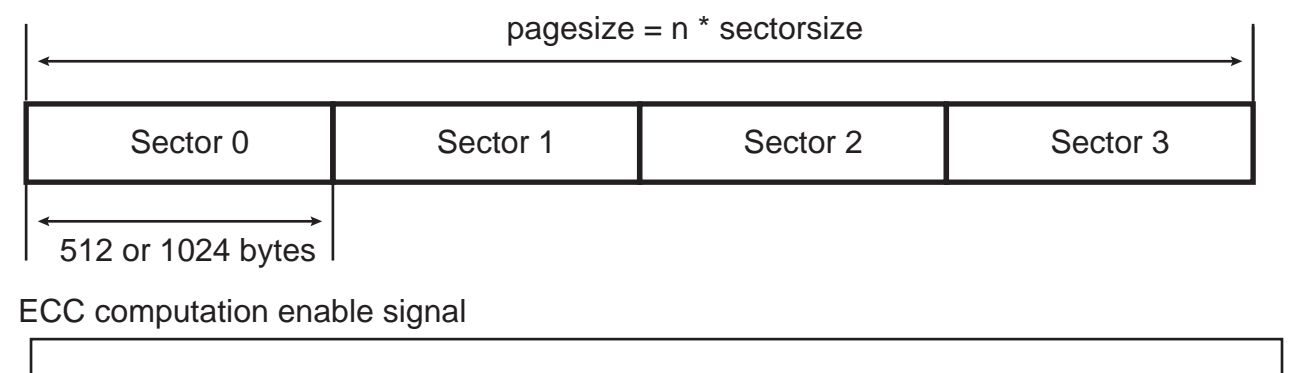 pagesize = n * sectorsize
Sector 0 Sector 1 Sector 2 Sector 3
512 or 1024 bytes
ECC computation enable signal